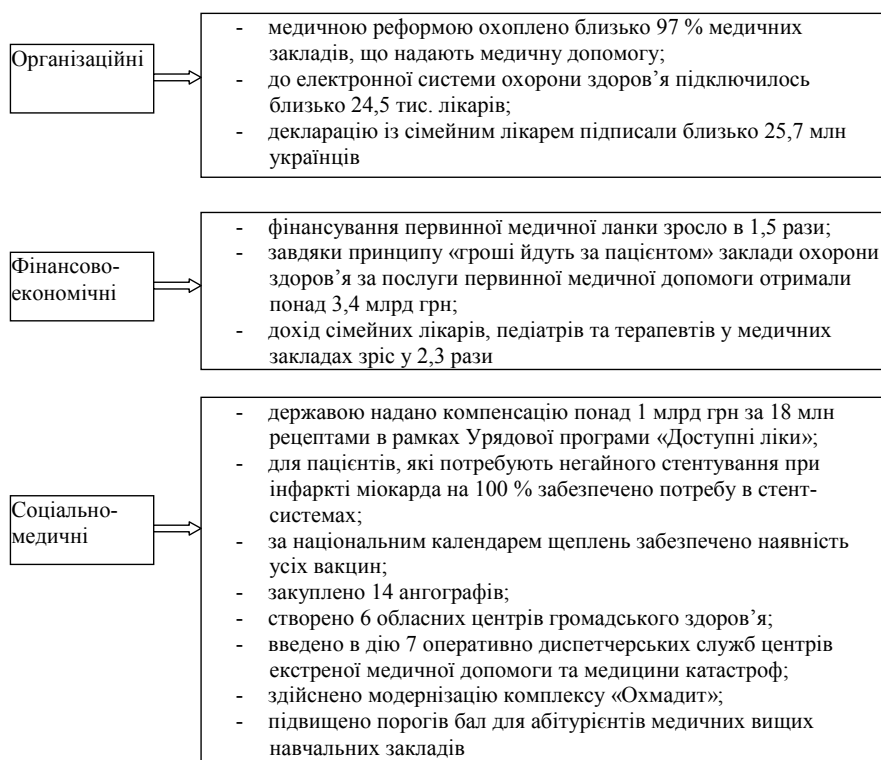 Організаційні
- медичною реформою охоплено близько 97 % медичних
закладів, що надають медичну допомогу;
- до електронної системи охорони здоров’я підключилось
близько 24,5 тис. лікарів;
- декларацію із сімейним лікарем підписали близько 25,7 млн
українців
Фінансово-
економічні
- фінансування первинної медичної ланки зросло в 1,5 рази;
- завдяки принципу «гроші йдуть за пацієнтом» заклади охорони
здоров’я за послуги первинної медичної допомоги отримали
понад 3,4 млрд грн;
- дохід сімейних лікарів, педіатрів та терапевтів у медичних
закладах зріс у 2,3 рази
Соціально-
медичні
- державою надано компенсацію понад 1 млрд грн за 18 млн
рецептами в рамках Урядової програми «Доступні ліки»;
- для пацієнтів, які потребують негайного стентування при
інфаркті міокарда на 100 % забезпечено потребу в стент-
системах;
- за національним календарем щеплень забезпечено наявність
усіх вакцин;
- закуплено 14 ангографів;
- створено 6 обласних центрів громадського здоров’я;
- введено в дію 7 оперативно диспетчерських служб центрів
екстреної медичної допомоги та медицини катастроф;
- здійснено модернізацію комплексу «Охмадит»;
- підвищено порогів бал для абітурієнтів медичних вищих
навчальних закладів